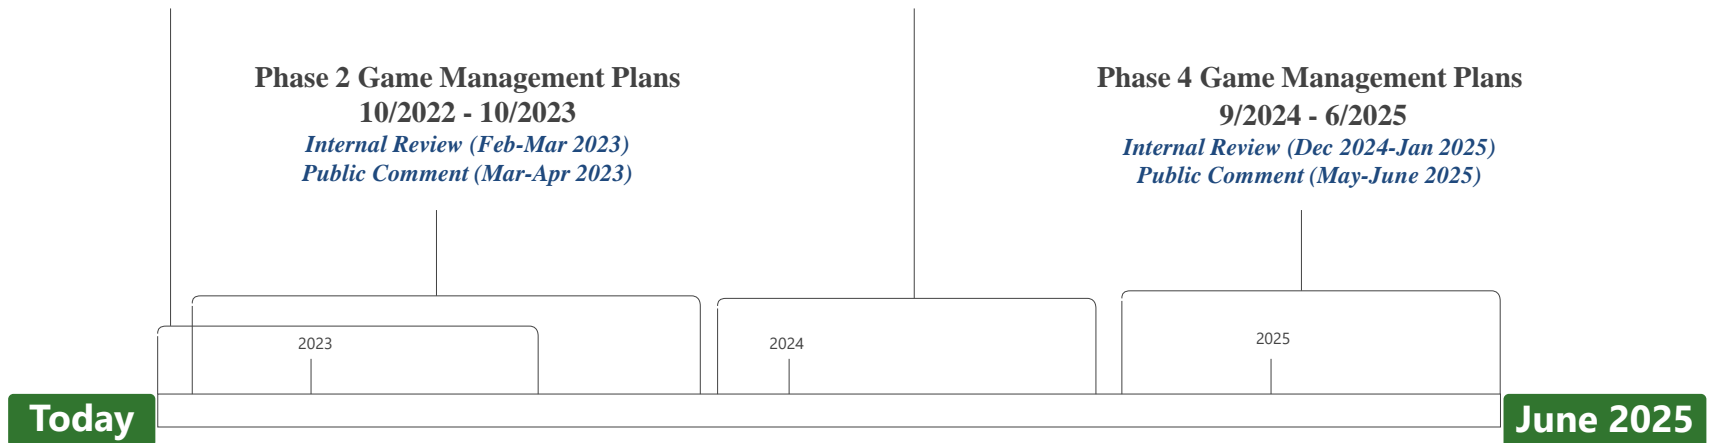 Phase 2 Game Management Plans
10/2022 - 10/2023
Internal Review (Feb-Mar 2023)
Public Comment (Mar-Apr 2023)
Phase 4 Game Management Plans
9/2024 - 6/2025
Internal Review (Dec 2024-Jan 2025)
Public Comment (May-June 2025)
2023
2024
2025
Today
June 2025